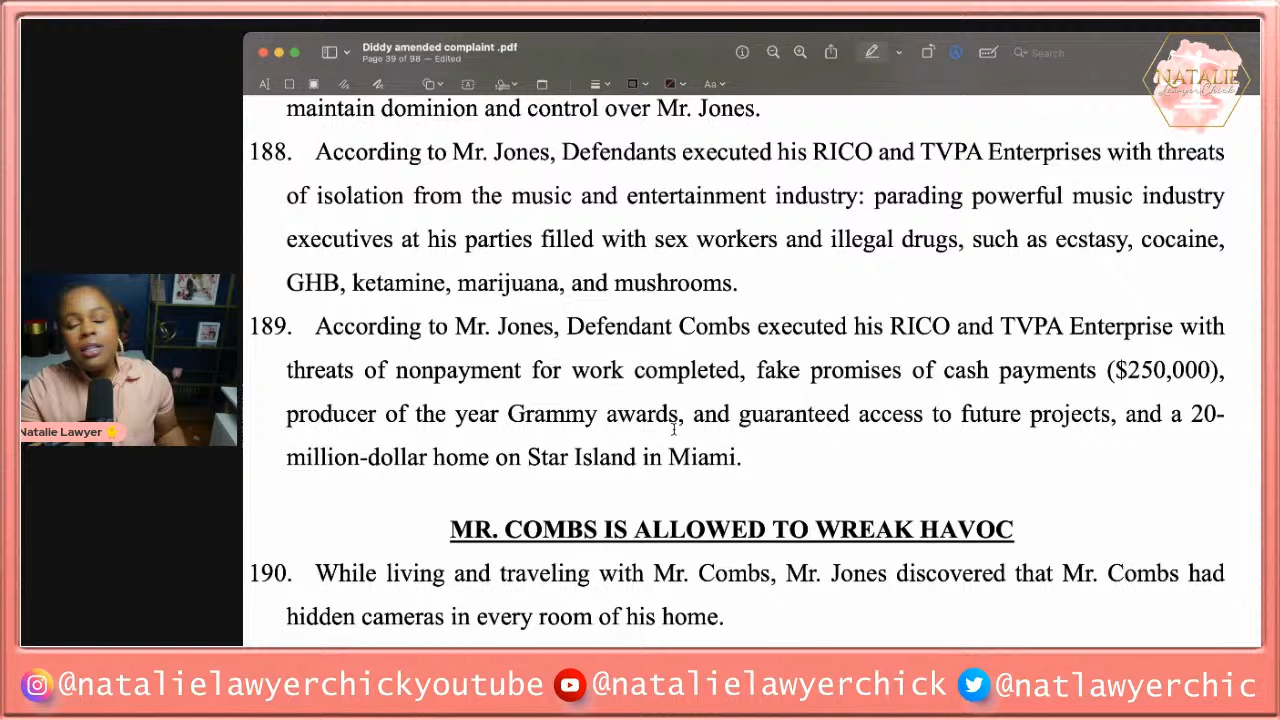 Diddy amended complaint .pdf
Page 39 of 98 — Edited
Search
NATALIE
Lawyer Chick
maintain dominion and control over Mr. Jones.
188. According to Mr. Jones, Defendants executed his RICO and TVPA Enterprises with threats
of isolation from the music and entertainment industry: parading powerful music industry
executives at his parties filled with sex workers and illegal drugs, such as ecstasy, cocaine,
GHB, ketamine, marijuana, and mushrooms.
189. According to Mr. Jones, Defendant Combs executed his RICO and TVPA Enterprise with
threats of nonpayment for work completed, fake promises of cash payments ($250,000),
producer of the year Grammy awards, and guaranteed access to future projects, and a 20-
million-dollar home on Star Island in Miami.
MR. COMBS IS ALLOWED TO WREAK HAVOC
190. While living and traveling with Mr. Combs, Mr. Jones discovered that Mr. Combs had
hidden cameras in every room of his home.
Natalie Lawyer
@natalielawyerchickyoutube
@natalielawyerchick
@natlawyerchic